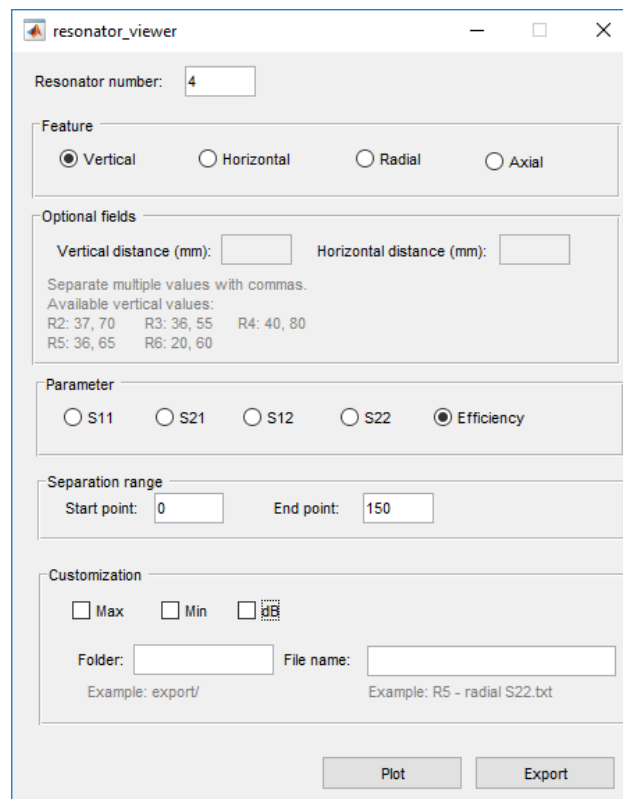 resonator_viewer
Resonator number: 4
Feature
Vertical Horizontal Radial Axial
Optional fields
Vertical distance (mm): Horizontal distance (mm):
Separate multiple values with commas.
Available vertical values:
R2: 37, 70 R3: 36, 55 R4: 40, 80
R5: 36, 65 R6: 20, 60
Parameter
S11 S21 S12 S22 Efficiency
Separation range
Start point: 0 End point: 150
Customization
Max Min dB
Folder: File name:
Example: export/ Example: R5 - radial S22.txt
Plot Export